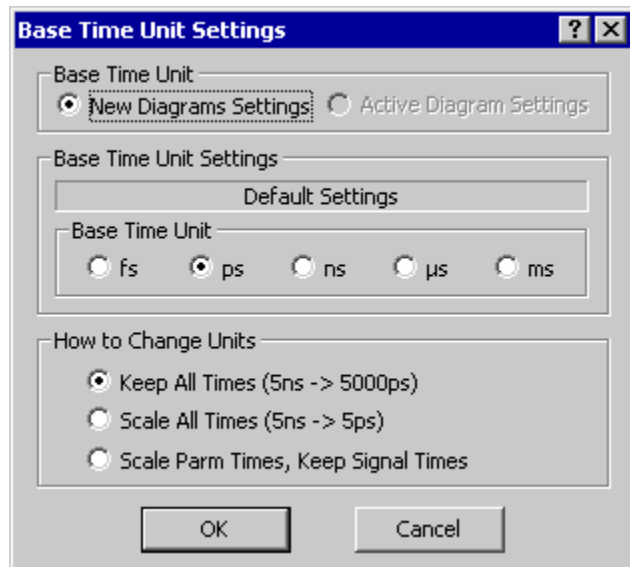 Base Time Unit Settings
Base Time Unit
New Diagrams Settings Active Diagram Settings
Base Time Unit Settings
Default Settings
Base Time Unit
fs ps ns µs ms
How to Change Units
Keep All Times (5ns -> 5000ps)
Scale All Times (5ns -> 5ps)
Scale Parm Times, Keep Signal Times
OK Cancel